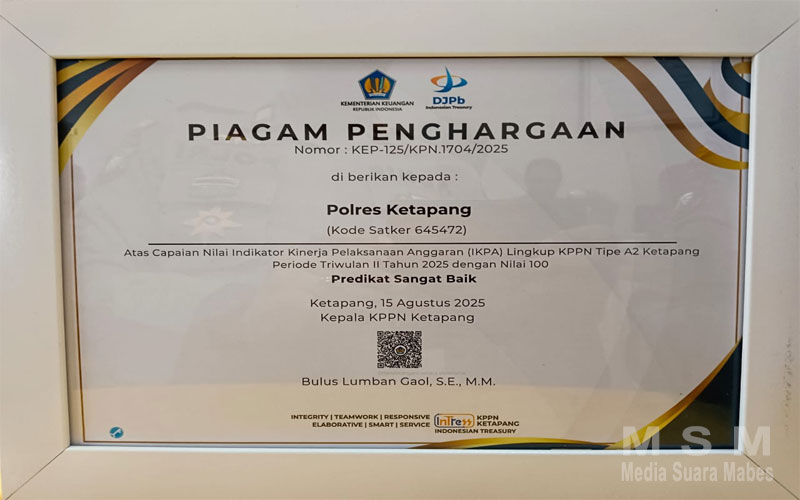 KEMENTERIAN KEUANGAN
REPUBLIK INDONESIA
DJPb
Indonesian Treasury
PIAGAM PENGHARGAAN
Nomor : KEP-125/KPN.1704/2025
di berikan kepada :
Polres Ketapang
(Kode Satker 645472)
Atas Capaian Nilai Indikator Kinerja Pelaksanaan Anggaran (IKPA) Lingkup KPPN Tipe A2 Ketapang
Periode Triwulan II Tahun 2025 dengan Nilai 100
Predikat Sangat Baik
Ketapang, 15 Agustus 2025
Kepala KPPN Ketapang
Bulus Lumban Gaol, S.E., M.M.
INTEGRITY | TEAMWORK | RESPONSIVE
ELABORATIVE | SMART | SERVICE
InTress
KPPN
KETAPANG
INDONESIAN TREASURY
M S M
Media Suara Mabes